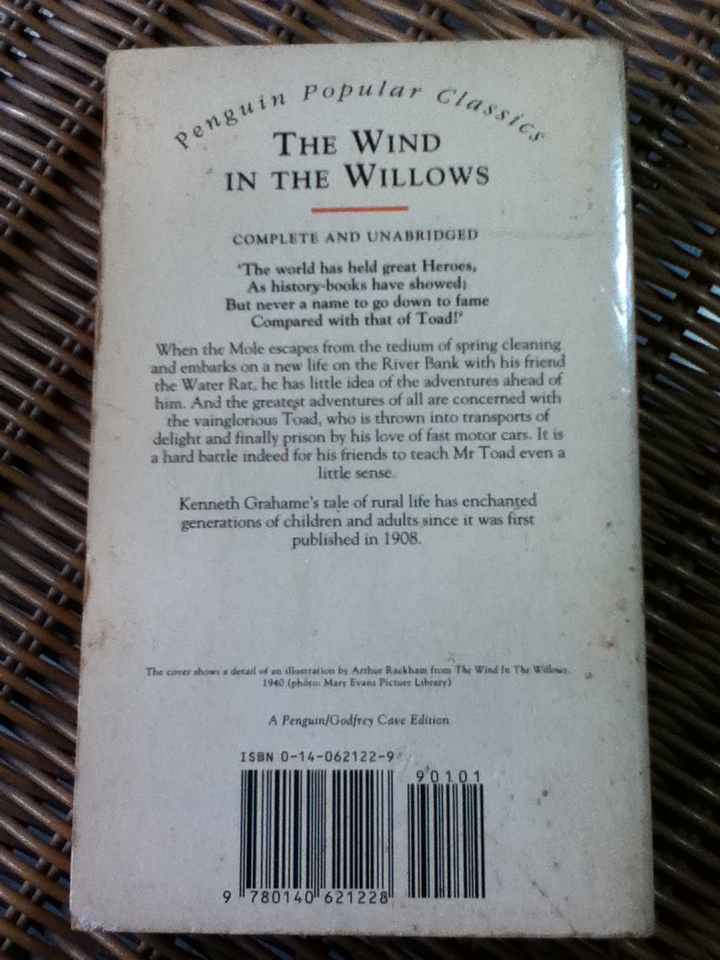 Penguin Popular Classics
THE WIND
IN THE WILLOWS
COMPLETE AND UNABRIDGED
'The world has held great Heroes,
As history-books have showed;
But never a name to go down to fame
Compared with that of Toad!'
When the Mole escapes from the tedium of spring cleaning
and embarks on a new life on the River Bank with his friend
the Water Rat, he has little idea of the adventures ahead of
him. And the greatest adventures of all are concerned with
the vainglorious Toad, who is thrown into transports of
delight and finally prison by his love of fast motor cars. It is
a hard battle indeed for his friends to teach Mr Toad even a
little sense.
Kenneth Grahame's tale of rural life has enchanted
generations of children and adults since it was first
published in 1908.
The cover shows a detail of an illustration by Arthur Rackham from The Wind In The Willows,
1940 (photo: Mary Evans Picture Library)
A Penguin/Godfrey Cave Edition
ISBN 0-14-062122-9
90101
9 780140 621228